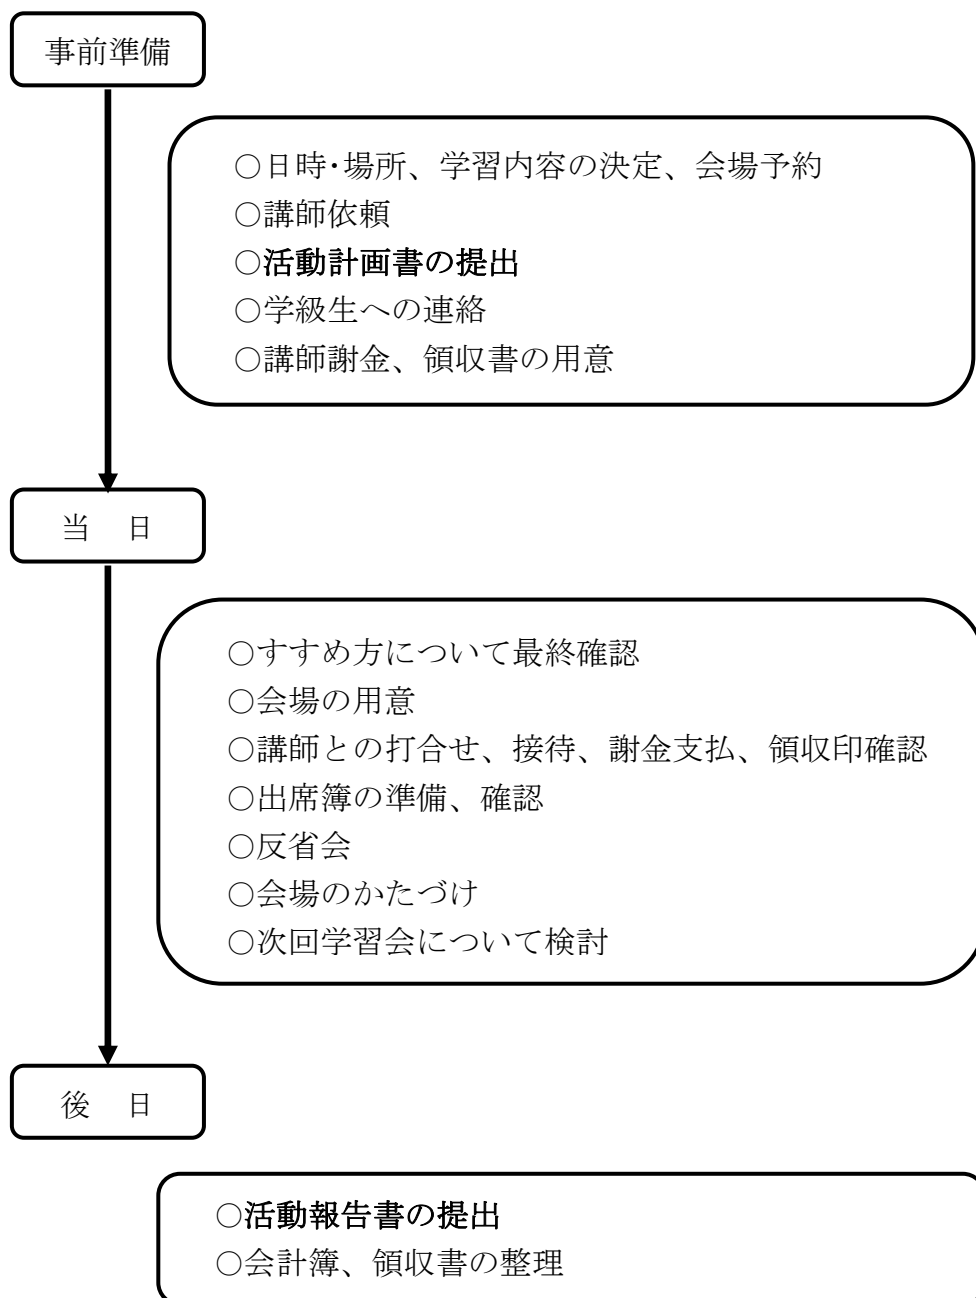 事前準備
○日時・場所、学習内容の決定、会場予約
○講師依頼
○活動計画書の提出
○学級生への連絡
○講師謝金、領収書の用意
当　日
○すすめ方について最終確認
○会場の用意
○講師との打合せ、接待、謝金支払、領収印確認
○出席簿の準備、確認
○反省会
○会場のかたづけ
○次回学習会について検討
後　日
○活動報告書の提出
○会計簿、領収書の整理